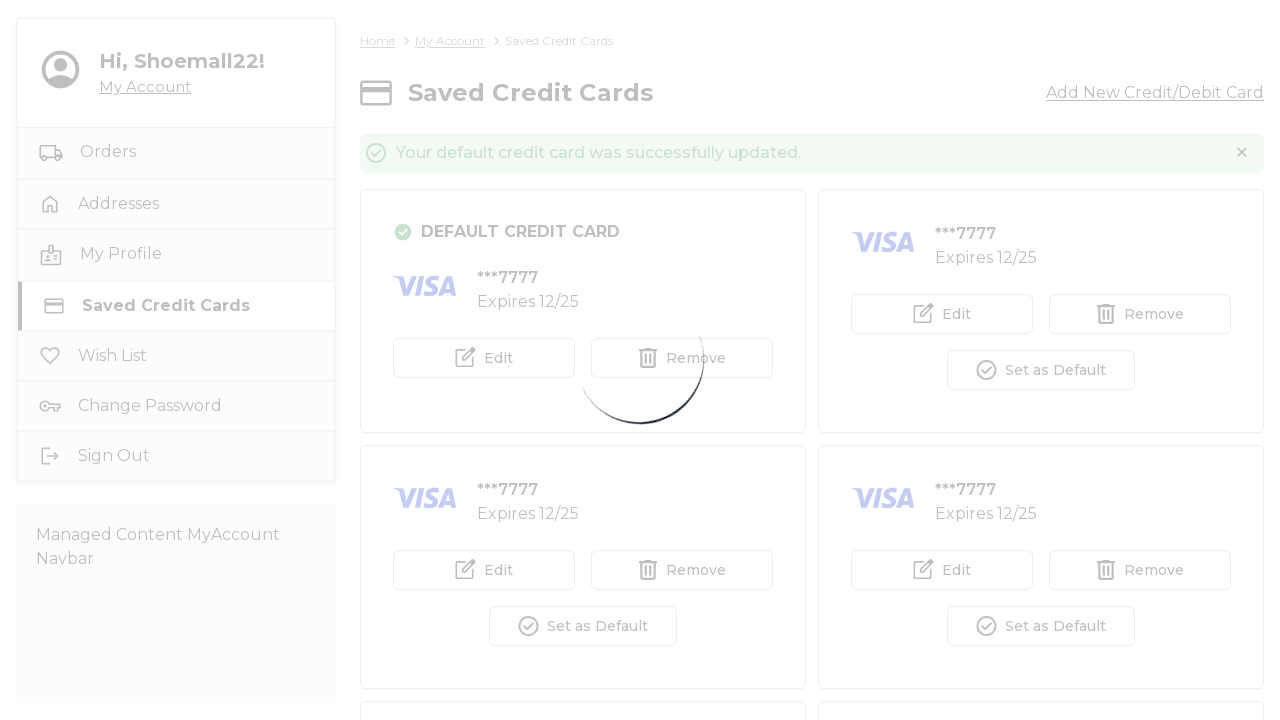 Hi, Shoemall22!
My Account
Orders
Addresses
My Profile
Saved Credit Cards
Wish List
Change Password
Sign Out
Managed Content MyAccount
Navbar
Home
My Account
Saved Credit Cards
Saved Credit Cards
Add New Credit/Debit Card
Your default credit card was successfully updated.
DEFAULT CREDIT CARD
VISA
***7777
Expires 12/25
Edit
Remove
VISA
***7777
Expires 12/25
Edit
Remove
Set as Default
VISA
***7777
Expires 12/25
Edit
Remove
Set as Default
VISA
***7777
Expires 12/25
Edit
Remove
Set as Default